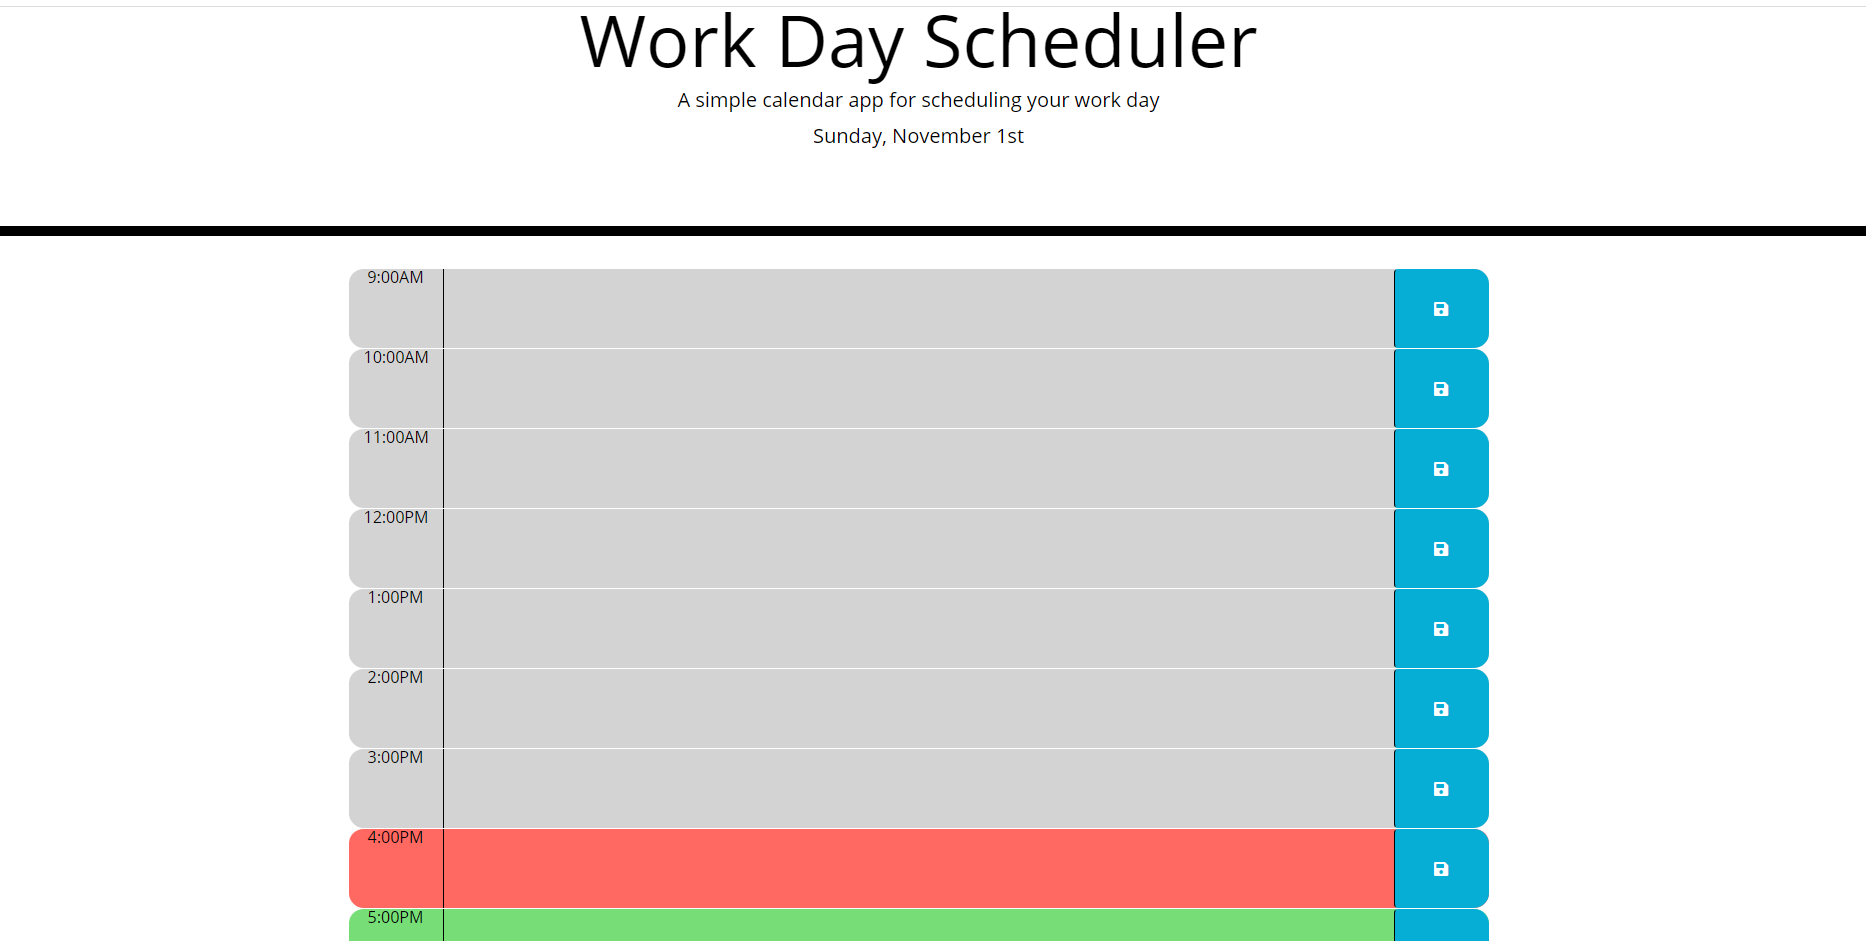 Work Day Scheduler
A simple calendar app for scheduling your work day
Sunday, November 1st
9:00AM
10:00AM
11:00AM
12:00PM
1:00PM
2:00PM
3:00PM
4:00PM
5:00PM